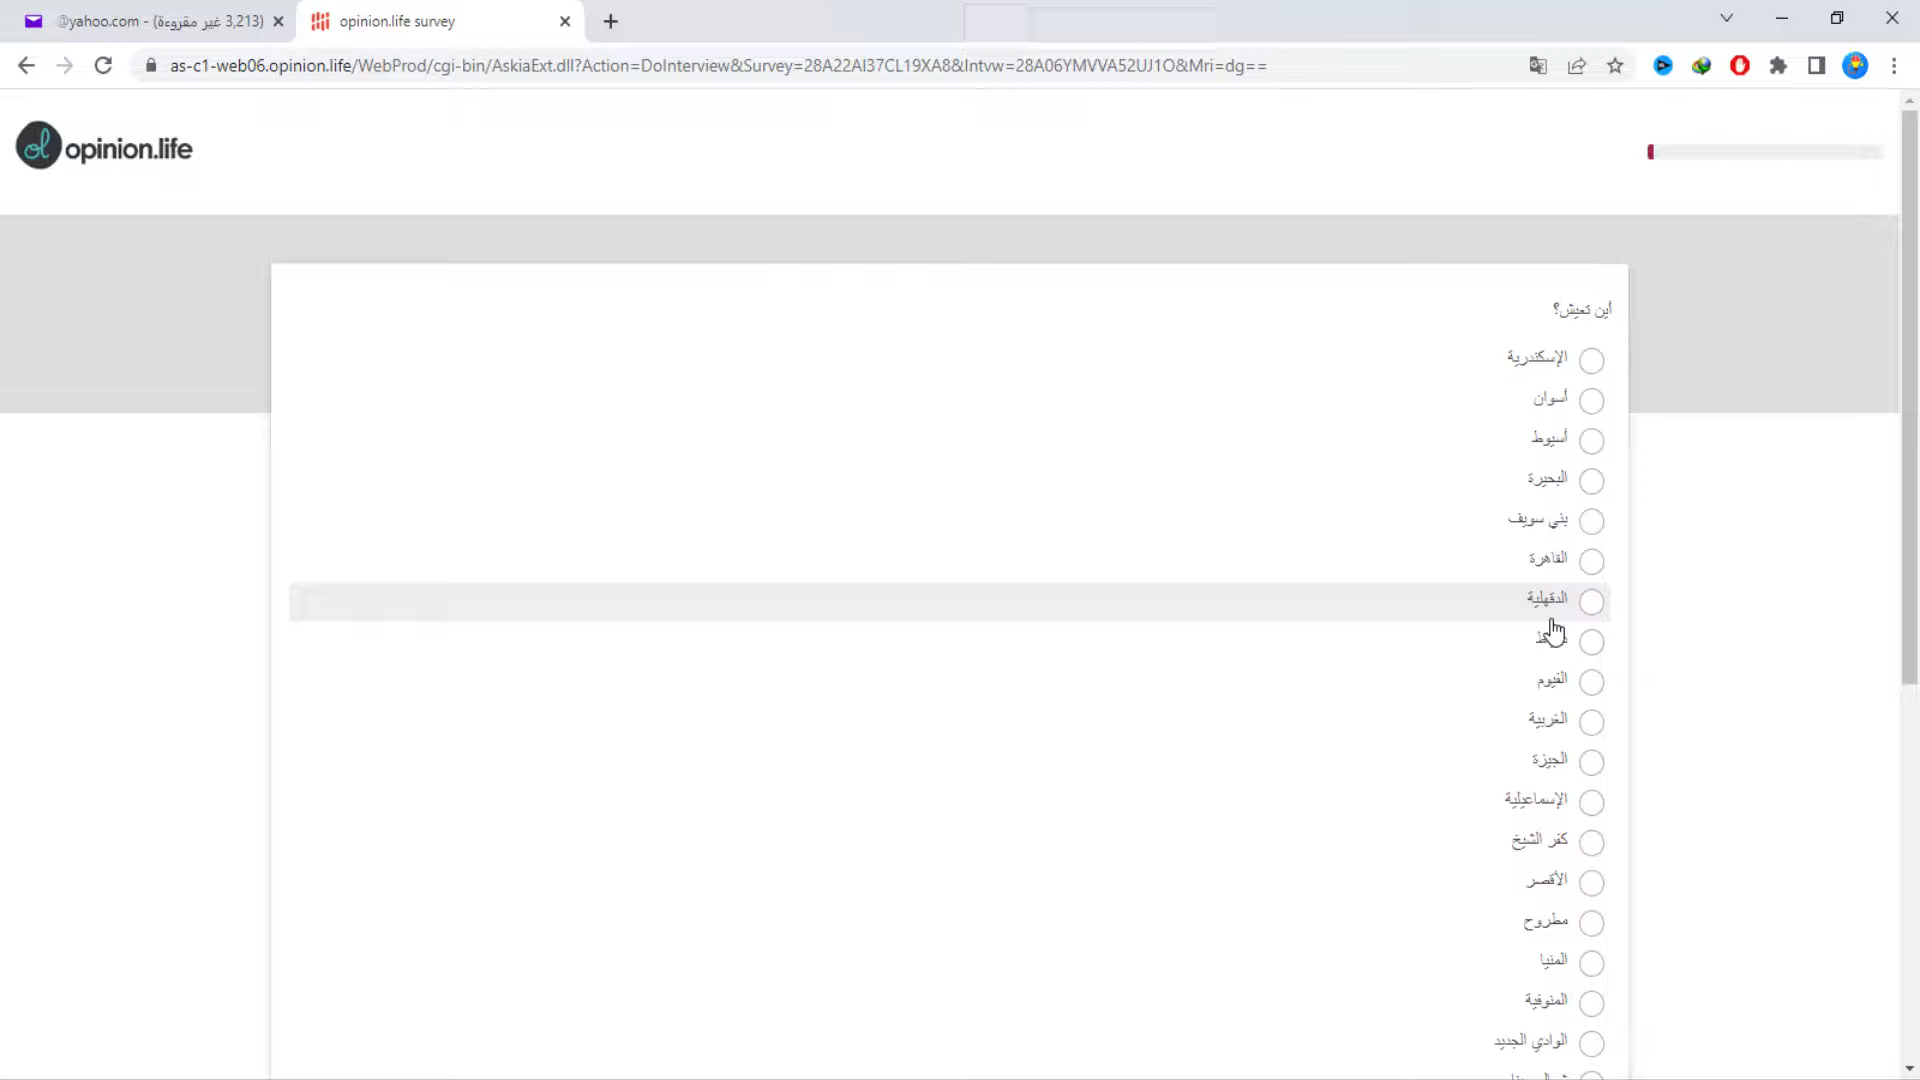 @yahoo.com - (3,213 غير مقروءة)
opinion.life survey
as-c1-web06.opinion.life/WebProd/cgi-bin/AskiaExt.dll?Action=DoInterview&Survey=28A22AI37CL19XA8&Intvw=28A06YMVVA52UJ1O&Mri=dg==
ol opinion.life
أين تعيش؟
الإسكندرية
أسوان
أسيوط
البحيرة
بني سويف
القاهرة
الدقهلية
الفيوم
الغربية
الجيزة
الإسماعيلية
كفر الشيخ
الأقصر
مطروح
المنيا
المنوفية
الوادي الجديد